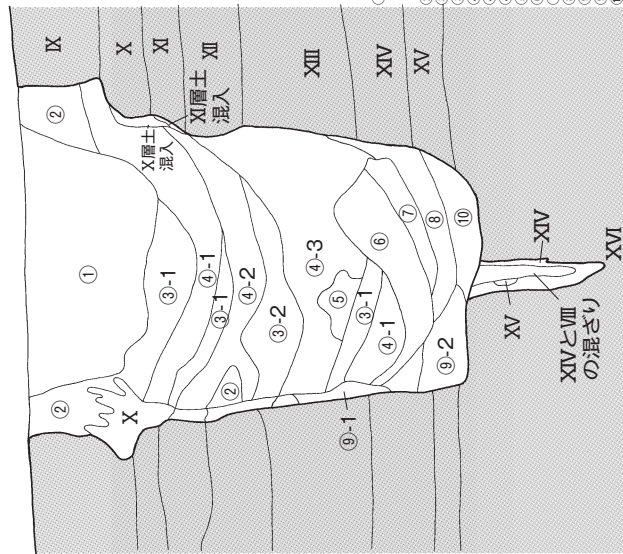 IX
X
XI
XII
XIII
XIV
XV
②
X層土
混入
XI層土
混入
①
③-1
④-1
③-1
④-2
③-2
④-3
⑤
③-1
④-1
⑥
⑦
⑧
⑩
②
X
②
⑨-1
⑨-2
XIV
XV
XVI
XIVとVIII
の混ざり